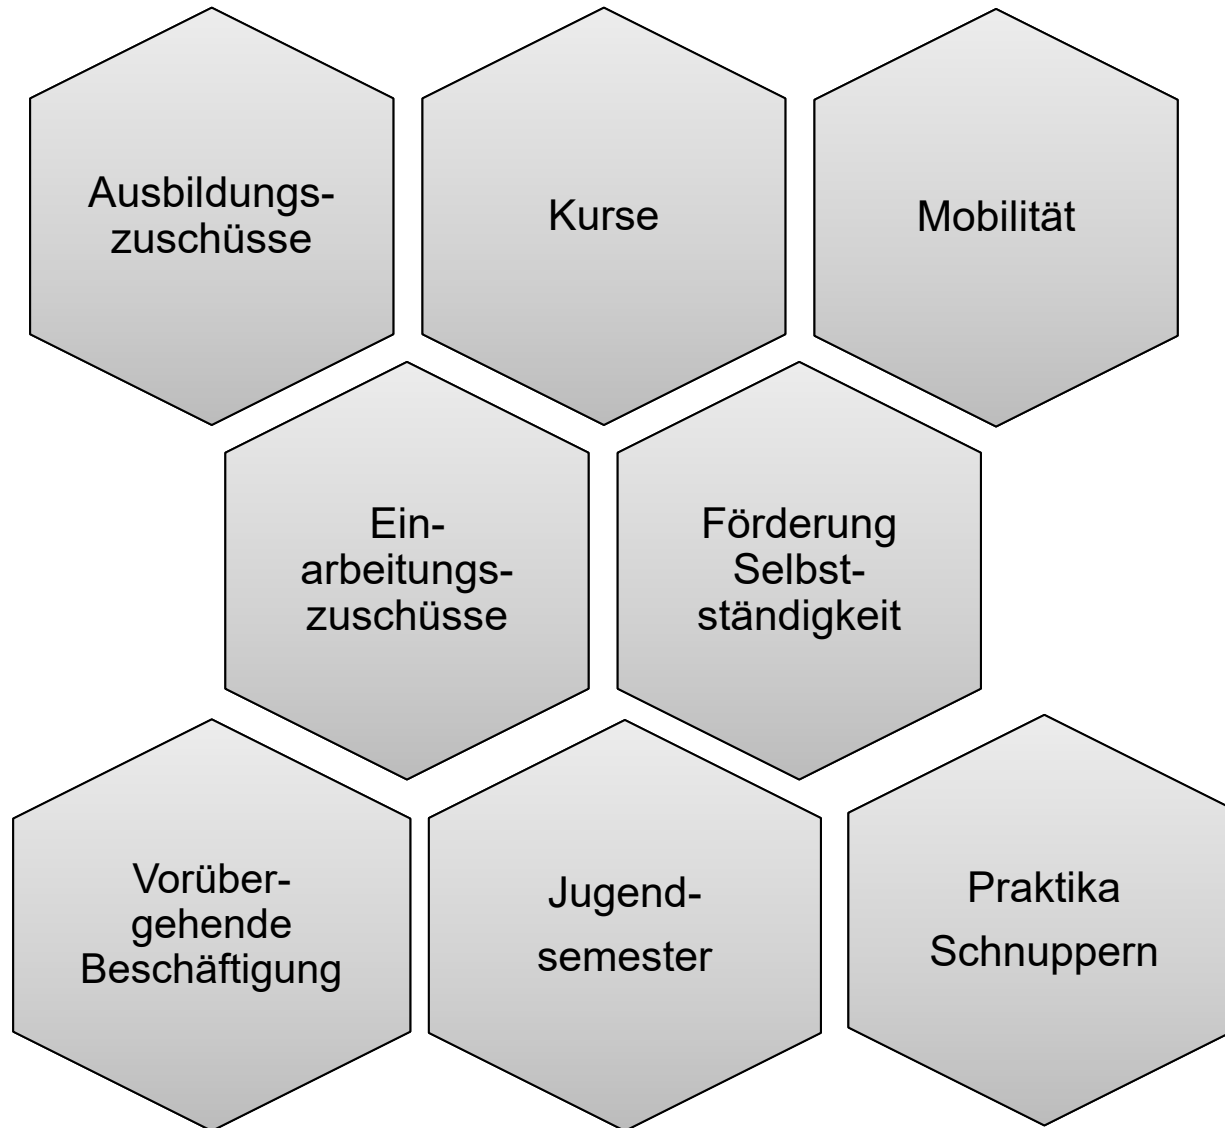 Ausbildungs-
zuschüsse
Kurse
Mobilität
Ein-
arbeitungs-
zuschüsse
Förderung
Selbst-
ständigkeit
Vorüber-
gehende
Beschäftigung
Jugend-
semester
Praktika
Schnuppern